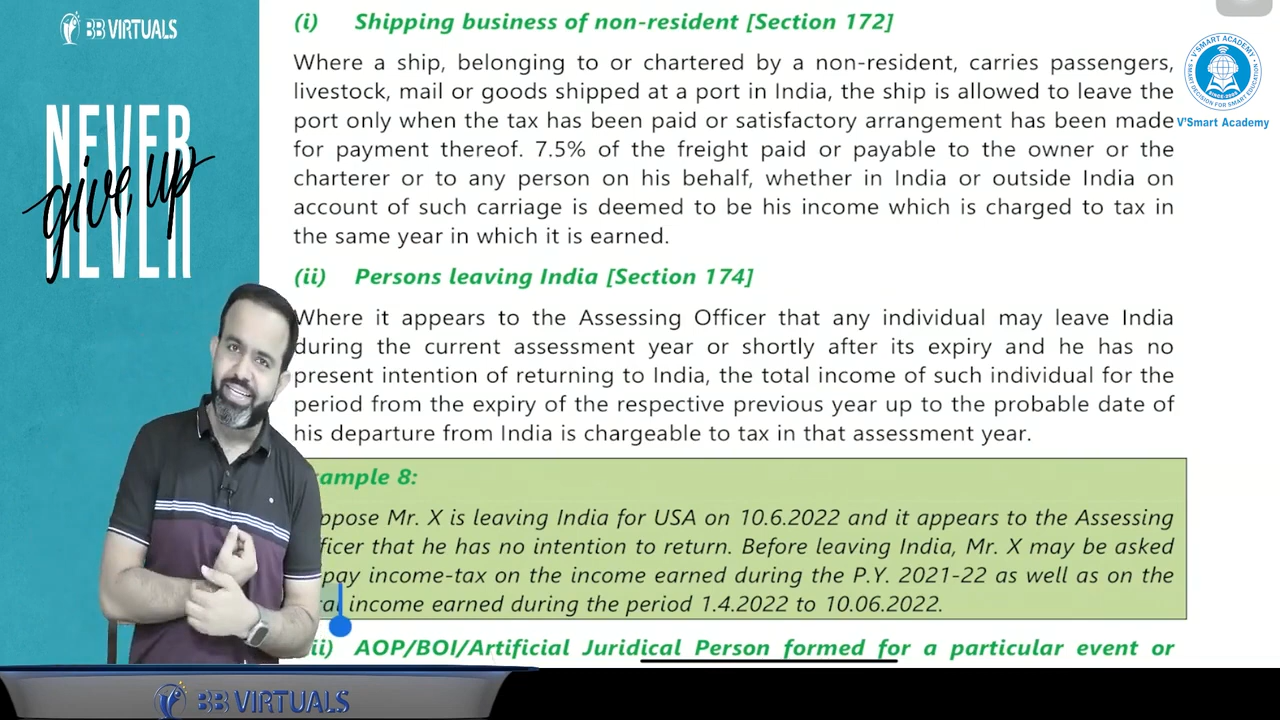 BB VIRTUALS
NEVER
give up
NEVER
V'SMART ACADEMY
SMART DECISION FOR SMART EDUCATION
V'Smart Academy
(i) Shipping business of non-resident [Section 172]
Where a ship, belonging to or chartered by a non-resident, carries passengers,
livestock, mail or goods shipped at a port in India, the ship is allowed to leave the
port only when the tax has been paid or satisfactory arrangement has been made
for payment thereof. 7.5% of the freight paid or payable to the owner or the
charterer or to any person on his behalf, whether in India or outside India on
account of such carriage is deemed to be his income which is charged to tax in
the same year in which it is earned.
(ii) Persons leaving India [Section 174]
Where it appears to the Assessing Officer that any individual may leave India
during the current assessment year or shortly after its expiry and he has no
present intention of returning to India, the total income of such individual for the
period from the expiry of the respective previous year up to the probable date of
his departure from India is chargeable to tax in that assessment year.
ample 8:
ppose Mr. X is leaving India for USA on 10.6.2022 and it appears to the Assessing
fficer that he has no intention to return. Before leaving India, Mr. X may be asked
pay income-tax on the income earned during the P.Y. 2021-22 as well as on the
al income earned during the period 1.4.2022 to 10.06.2022.
ii) AOP/BOI/Artificial Juridical Person formed for a particular event or
BB VIRTUALS